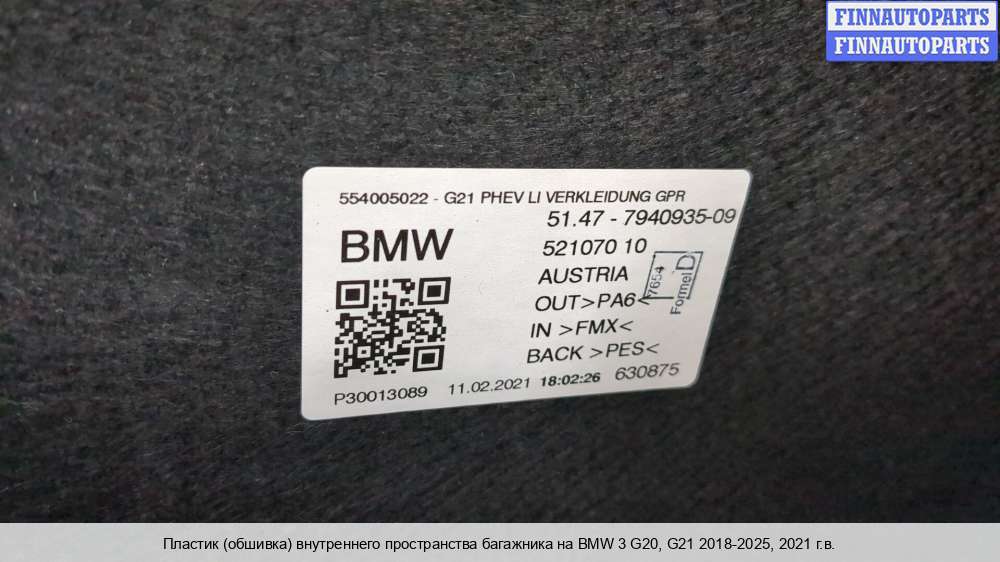 FINNAUTOPARTS
FINNAUTOPARTS
554005022 - G21 PHEV LI VERKLEIDUNG GPR
51.47 - 7940935-09
BMW
521070 10
AUSTRIA
7654
Formel D
OUT>PA6<
IN >FMX<
BACK >PES<
P30013089 11.02.2021 18:02:26 630875
Пластик (обшивка) внутреннего пространства багажника на BMW 3 G20, G21 2018-2025, 2021 г.в.